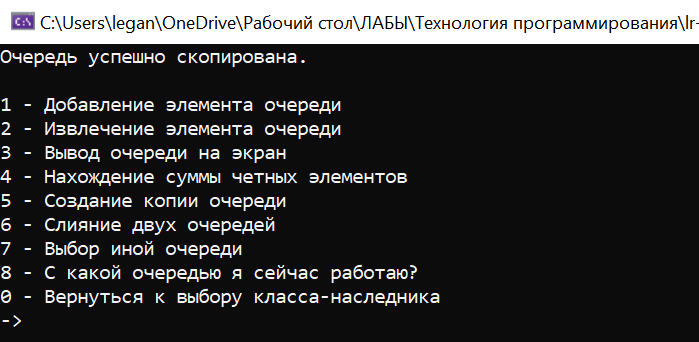 C:\Users\legan\OneDrive\Рабочий стол\ЛАБЫ\Технология программирования\lr-
Очередь успешно скопирована.
1 - Добавление элемента очереди
2 - Извлечение элемента очереди
3 - Вывод очереди на экран
4 - Нахождение суммы четных элементов
5 - Создание копии очереди
6 - Слияние двух очередей
7 - Выбор иной очереди
8 - С какой очередью я сейчас работаю?
0 - Вернуться к выбору класса-наследника
->